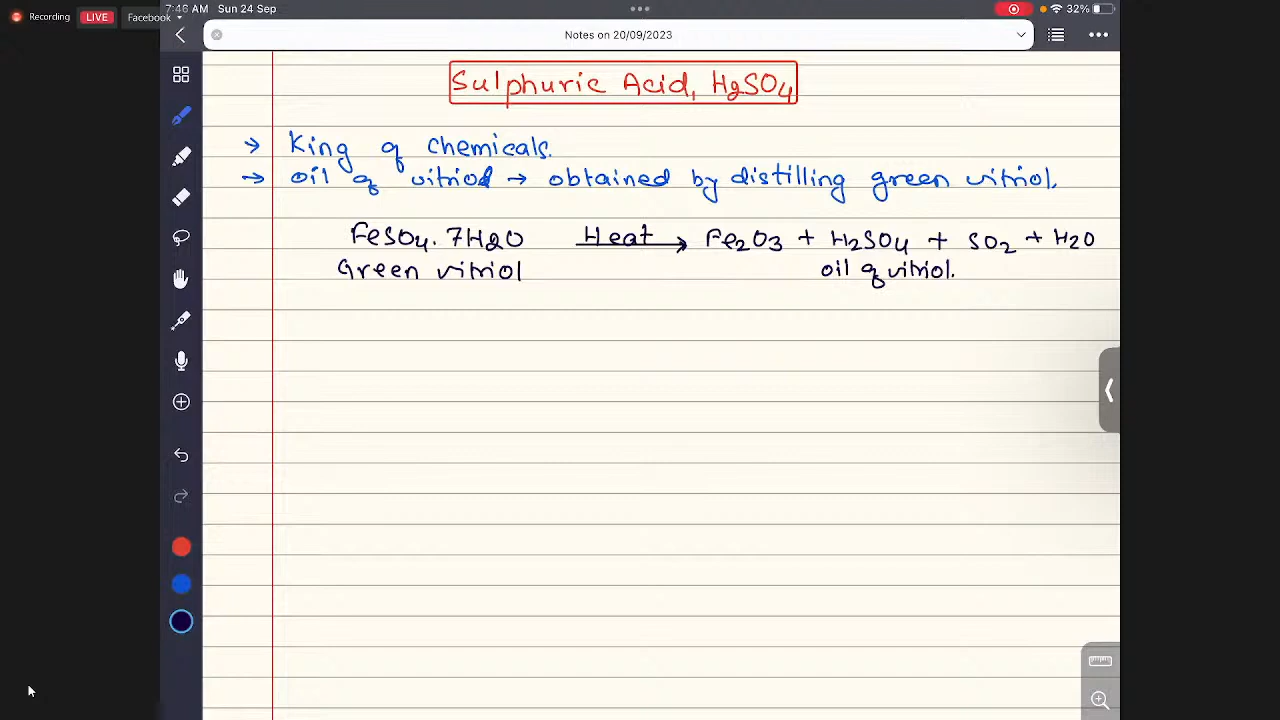 Recording LIVE Facebook
7:46 AM Sun 24 Sep 32%
Notes on 20/09/2023
Sulphuric Acid, H2SO4
→ King of chemicals.
→ oil of vitriol → obtained by distilling green vitriol.
FeSO4. 7H2O Heat → Fe2O3 + H2SO4 + SO2 + H2O
Green vitriol oil of vitriol.